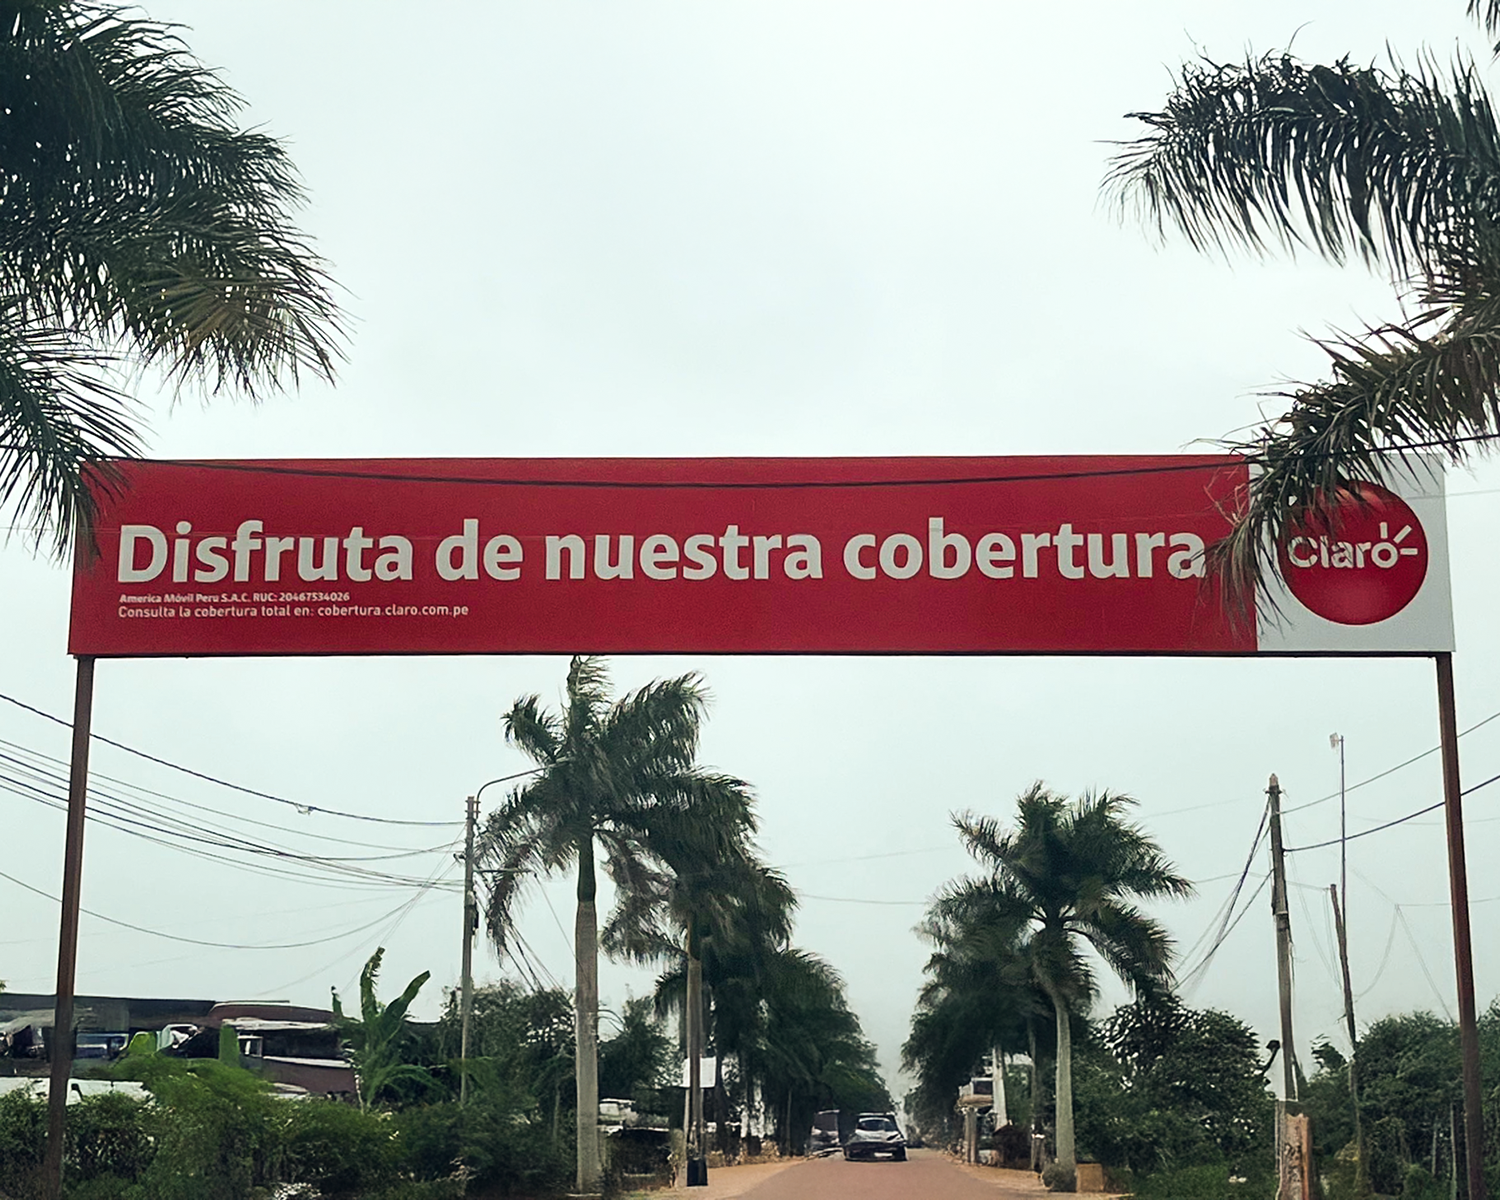 Disfruta de nuestra cobertura
America Móvil Peru S.A.C. RUC: 20467534026
Consulta la cobertura total en: cobertura.claro.com.pe
Claro